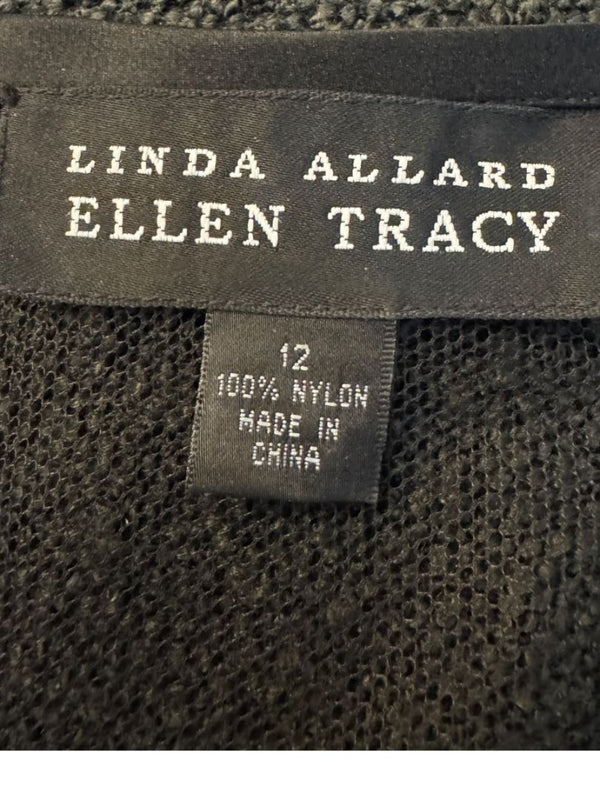 LINDA ALLARD
ELLEN TRACY
12
100% NYLON
MADE IN
CHINA